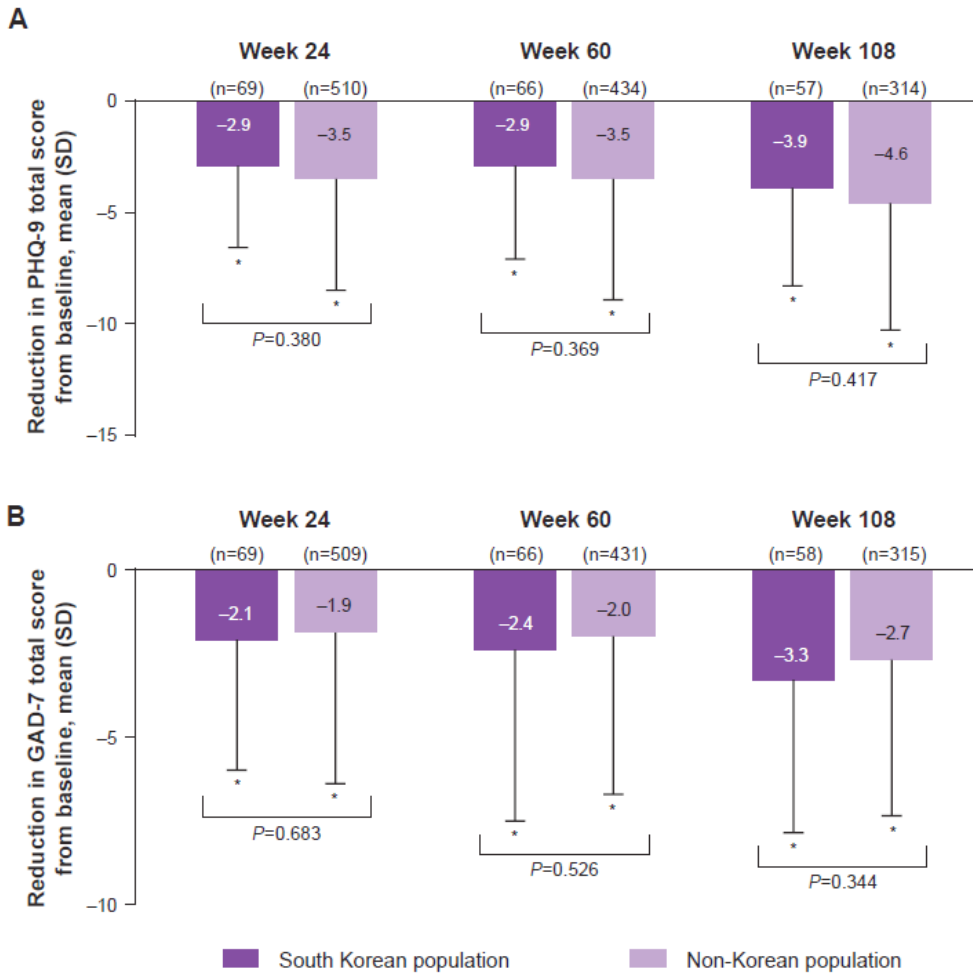 A
Week 24 Week 60 Week 108
(n=69) (n=510) (n=66) (n=434) (n=57) (n=314)
Reduction in PHQ-9 total score
from baseline, mean (SD)
0
–5
–10
–15
–2.9 –3.5 –2.9 –3.5 –3.9 –4.6
* * * * * *
P=0.380 P=0.369 P=0.417
B
Week 24 Week 60 Week 108
(n=69) (n=509) (n=66) (n=431) (n=58) (n=315)
Reduction in GAD-7 total score
from baseline, mean (SD)
0
–5
–10
–2.1 –1.9 –2.4 –2.0 –3.3 –2.7
* * * * * *
P=0.683 P=0.526 P=0.344
South Korean population Non-Korean population